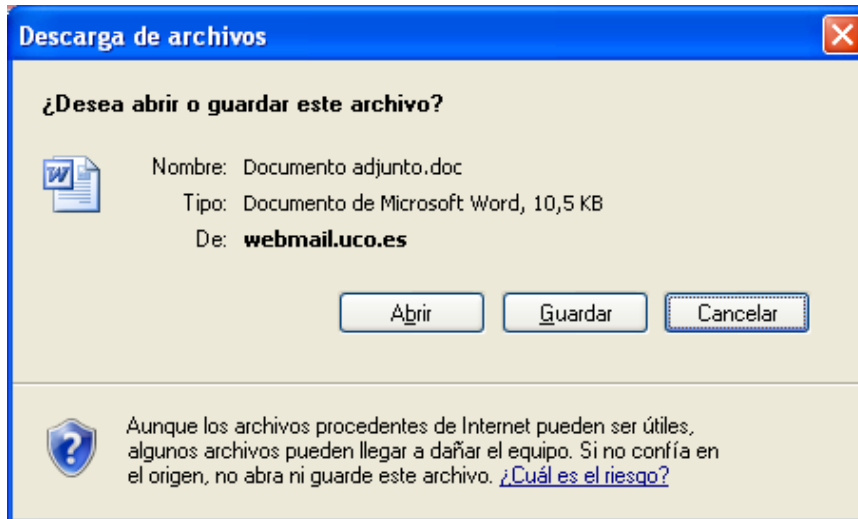 Descarga de archivos
¿Desea abrir o guardar este archivo?
Nombre: Documento adjunto.doc
Tipo: Documento de Microsoft Word, 10,5 KB
De: webmail.uco.es
Abrir Guardar Cancelar
Aunque los archivos procedentes de Internet pueden ser útiles,
algunos archivos pueden llegar a dañar el equipo. Si no confía en
el origen, no abra ni guarde este archivo. ¿Cuál es el riesgo?